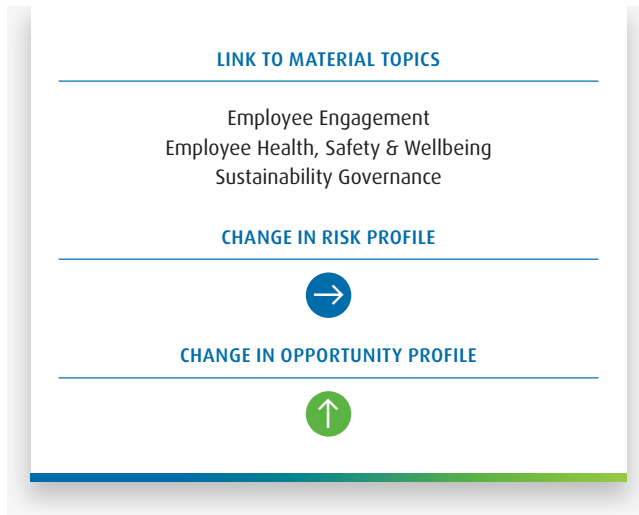 LINK TO MATERIAL TOPICS
Employee Engagement
Employee Health, Safety & Wellbeing
Sustainability Governance
CHANGE IN RISK PROFILE
CHANGE IN OPPORTUNITY PROFILE